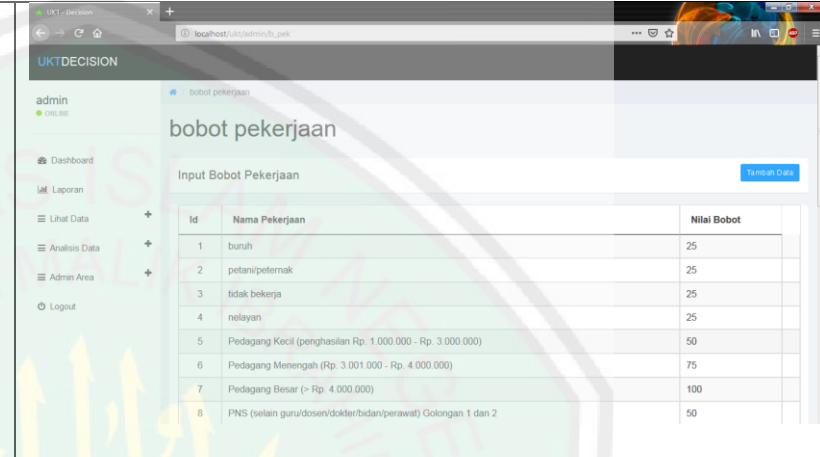 UKT - Decision
localhost/ukt/admin/b_pek
UKTDECISION
admin
ONLINE
Dashboard
Laporan
Lihat Data
Analisis Data
Admin Area
Logout
bobot pekerjaan
bobot pekerjaan
Input Bobot Pekerjaan
Tambah Data
Id Nama Pekerjaan Nilai Bobot
1 buruh 25
2 petani/peternak 25
3 tidak bekerja 25
4 nelayan 25
5 Pedagang Kecil (penghasilan Rp. 1.000.000 - Rp. 3.000.000) 50
6 Pedagang Menengah (Rp. 3.001.000 - Rp. 4.000.000) 75
7 Pedagang Besar (> Rp. 4.000.000) 100
8 PNS (selain guru/dosen/dokter/bidan/perawat) Golongan 1 dan 2 50